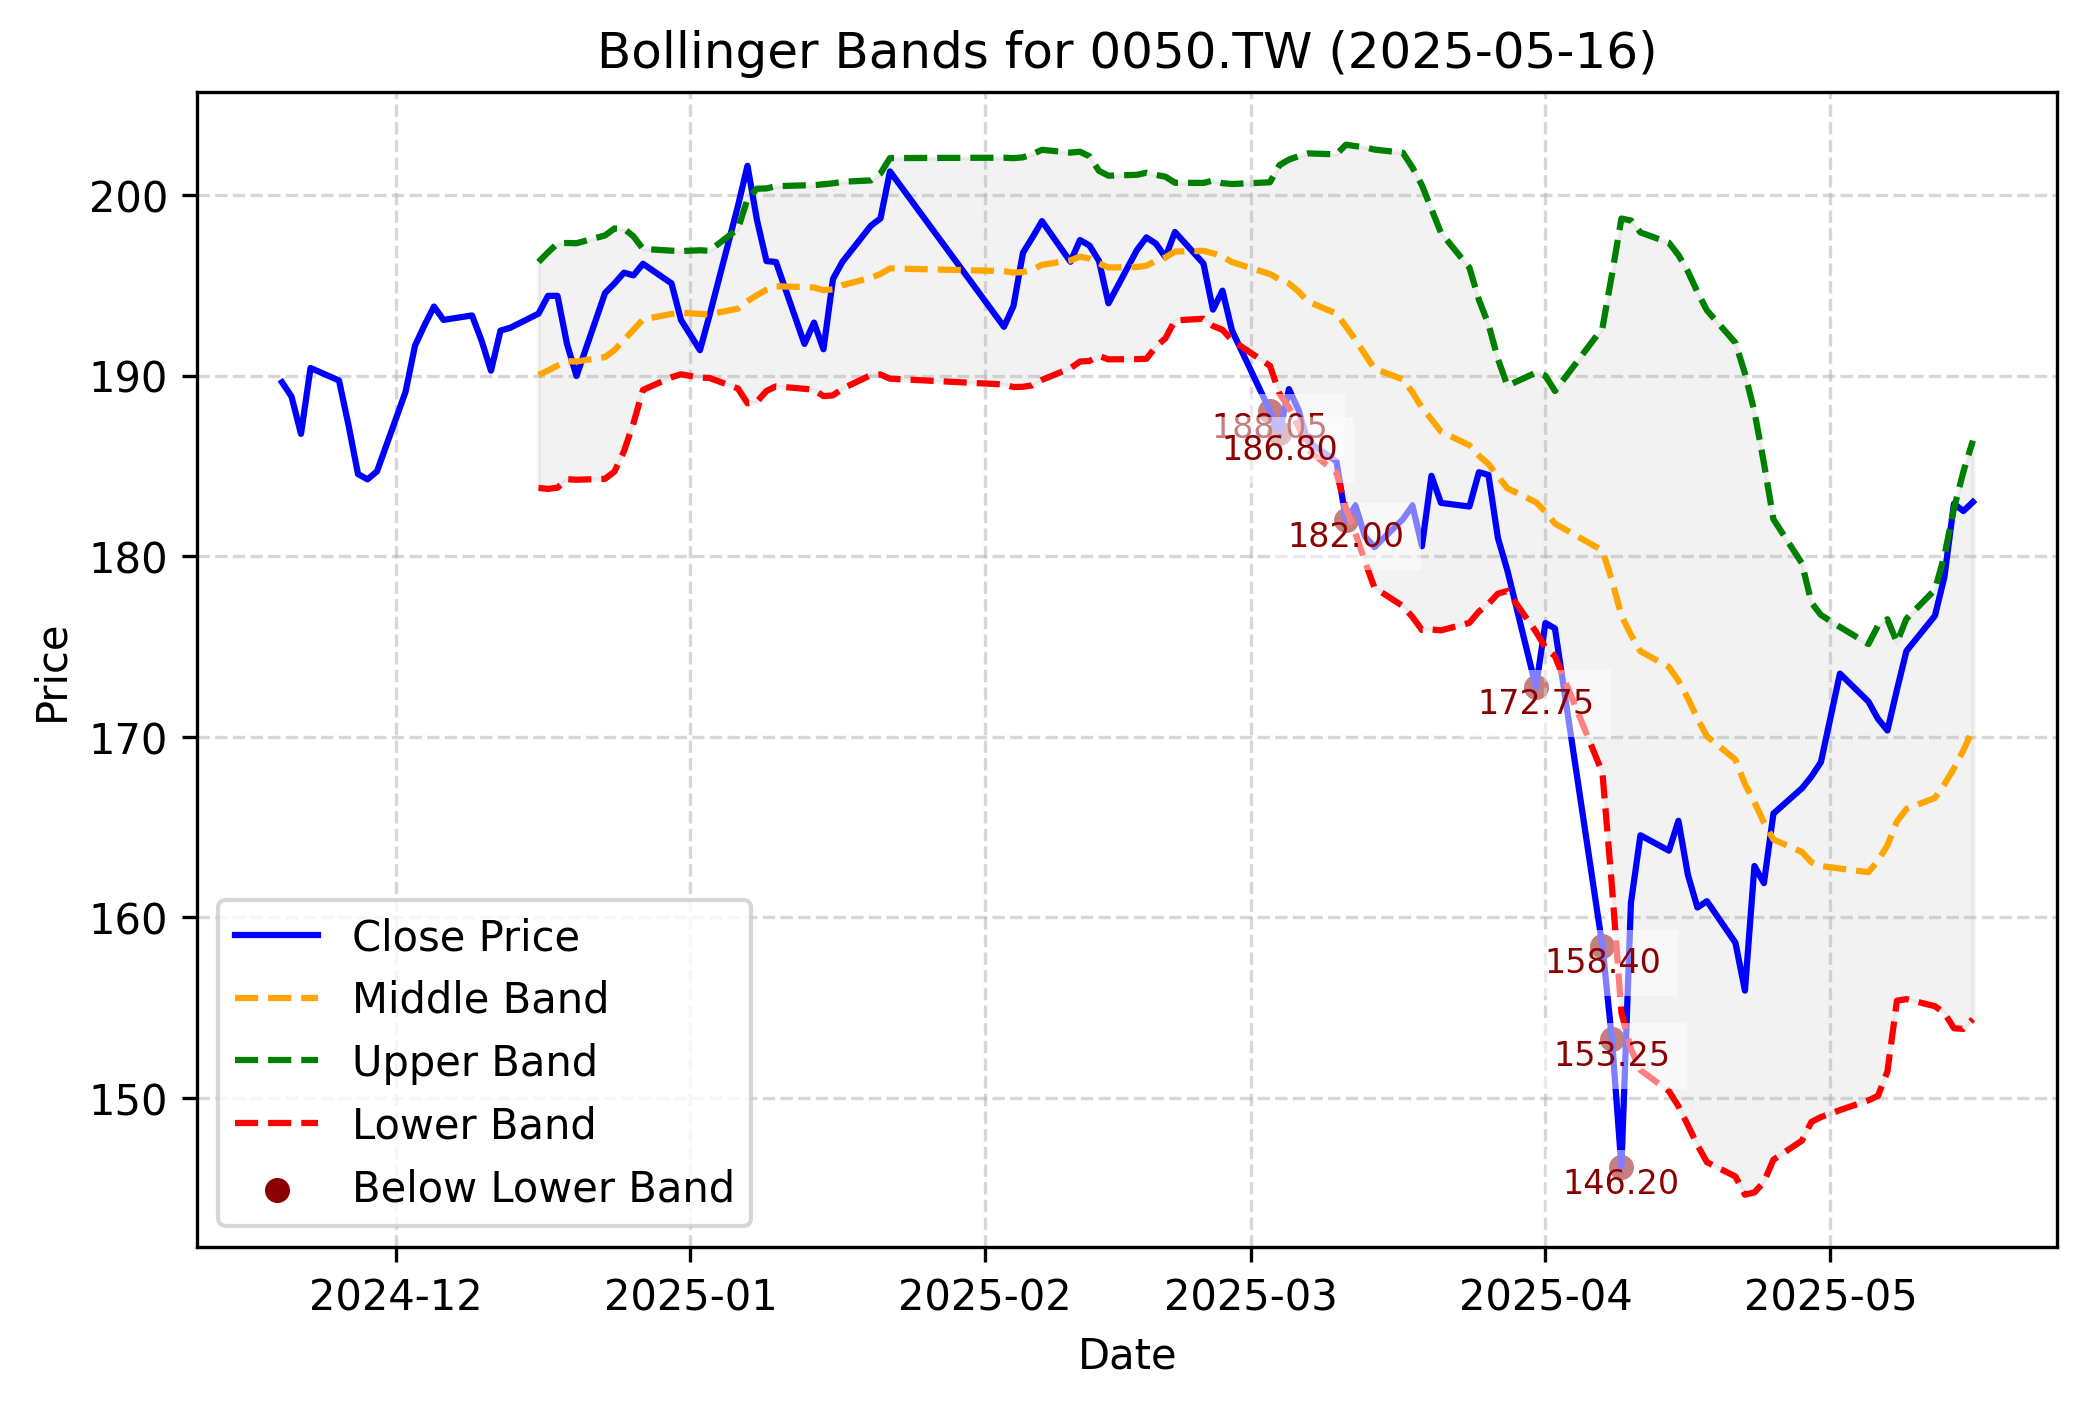 Bollinger Bands for 0050.TW (2025-05-16)
Price
200
190
180
170
160
150
188.05
186.80
182.00
172.75
158.40
153.25
146.20
Close Price
Middle Band
Upper Band
Lower Band
Below Lower Band
2024-12
2025-01
2025-02
2025-03
2025-04
2025-05
Date